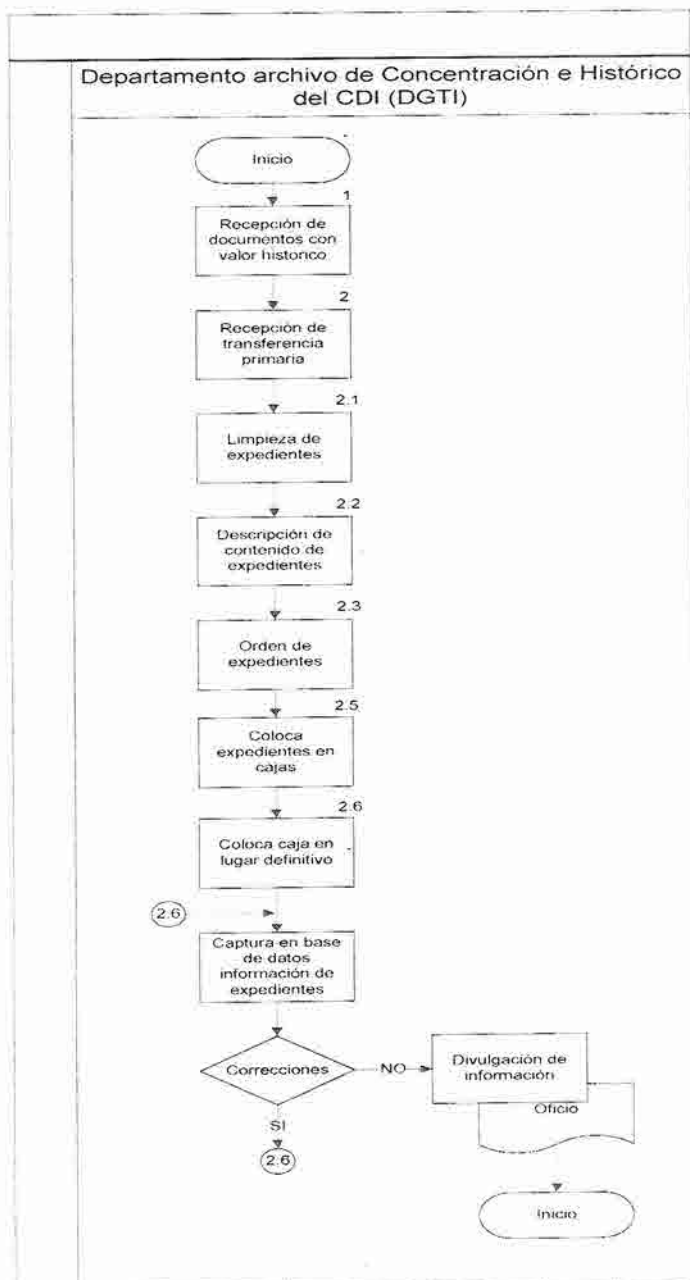 Departamento archivo de Concentración e Histórico
del CDI (DGTI)
Inicio
1
Recepción de
documentos con
valor historico
2
Recepción de
transferencia
primaria
2.1
Limpieza de
expedientes
2.2
Descripción de
contenido de
expedientes
2.3
Orden de
expedientes
2.5
Coloca
expedientes en
cajas
2.6
Coloca caja en
lugar definitivo
2.6
Captura en base
de datos
información de
expedientes
Correcciones
NO
Divulgación de
información
Oficio
SI
2.6
Inicio